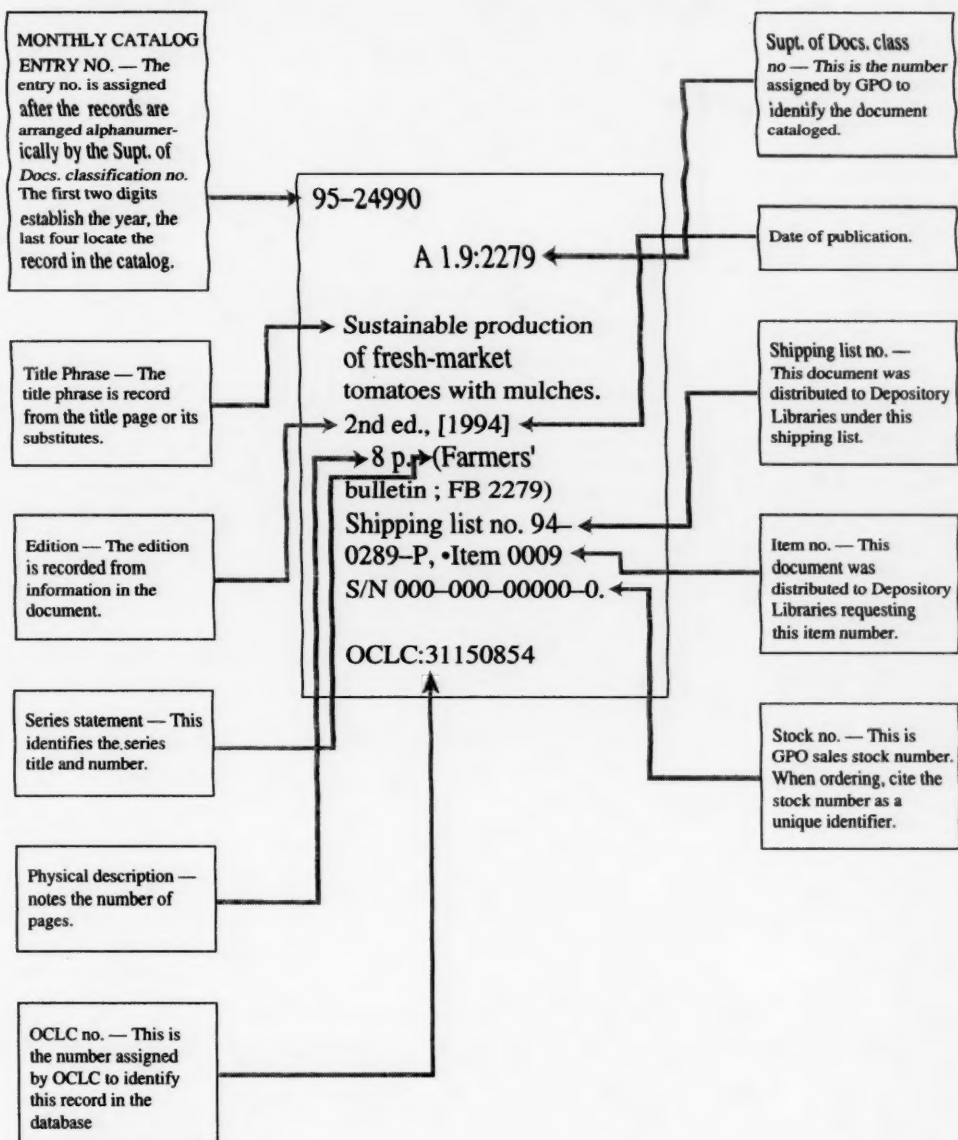 MONTHLY CATALOG
ENTRY NO. — The
entry no. is assigned
after the records are
arranged alphanumer-
ically by the Supt. of
Docs. classification no.
The first two digits
establish the year, the
last four locate the
record in the catalog.
Title Phrase — The
title phrase is record
from the title page or its
substitutes.
Edition — The edition
is recorded from
information in the
document.
Series statement — This
identifies the series
title and number.
Physical description —
notes the number of
pages.
OCLC no. — This is
the number assigned
by OCLC to identify
this record in the
database
95–24990
A 1.9:2279
Sustainable production
of fresh-market
tomatoes with mulches.
2nd ed., [1994]
8 p. (Farmers'
bulletin ; FB 2279)
Shipping list no. 94–
0289–P, •Item 0009
S/N 000–000–00000–0.
OCLC:31150854
Supt. of Docs. class
no — This is the number
assigned by GPO to
identify the document
cataloged.
Date of publication.
Shipping list no. —
This document was
distributed to Depository
Libraries under this
shipping list.
Item no. — This
document was
distributed to Depository
Libraries requesting
this item number.
Stock no. — This is
GPO sales stock number.
When ordering, cite the
stock number as a
unique identifier.